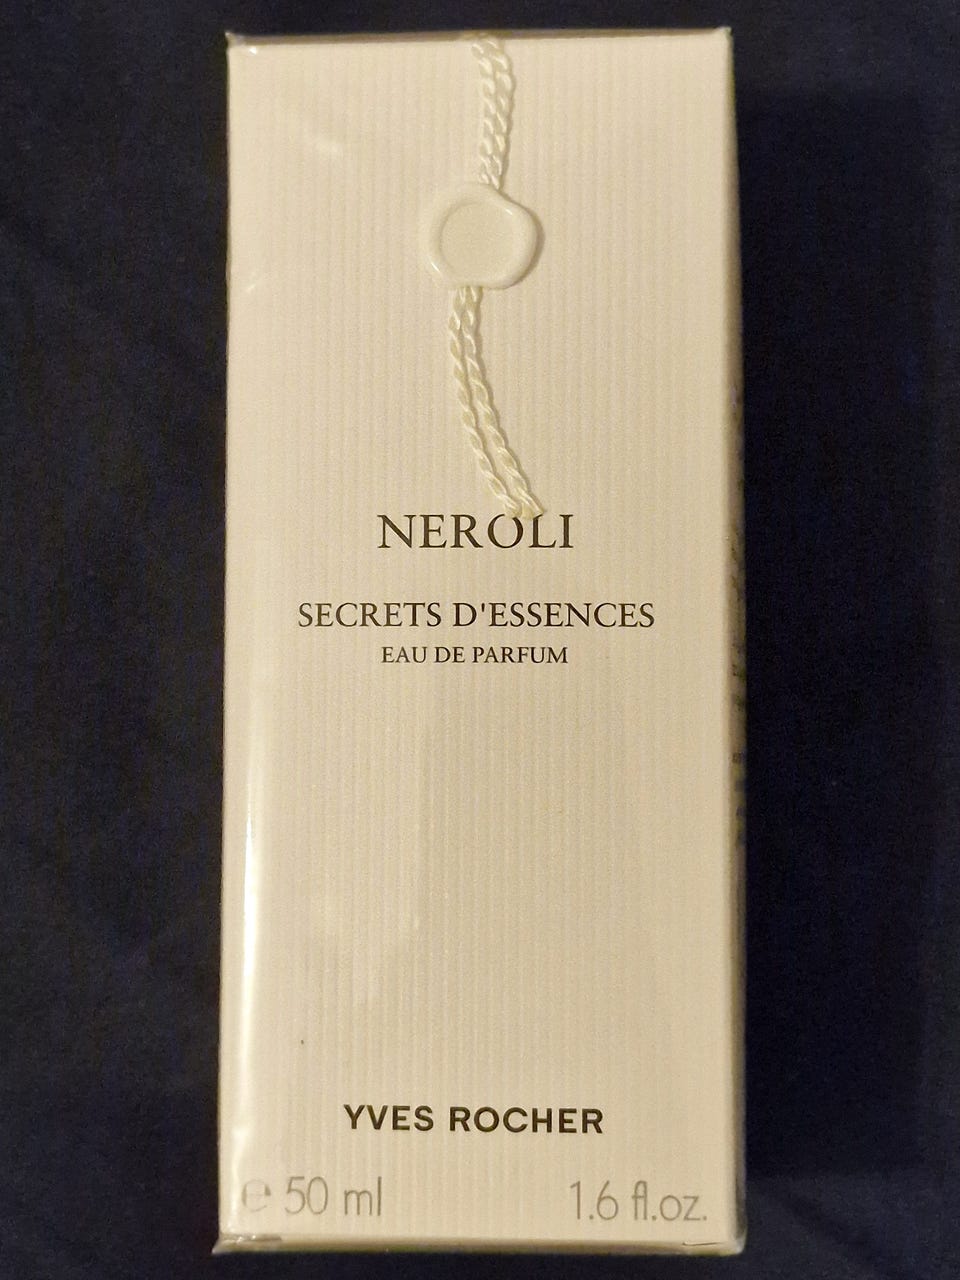 NEROLI
SECRETS D'ESSENCES
EAU DE PARFUM
YVES ROCHER
℮ 50 ml 1.6 fl.oz.